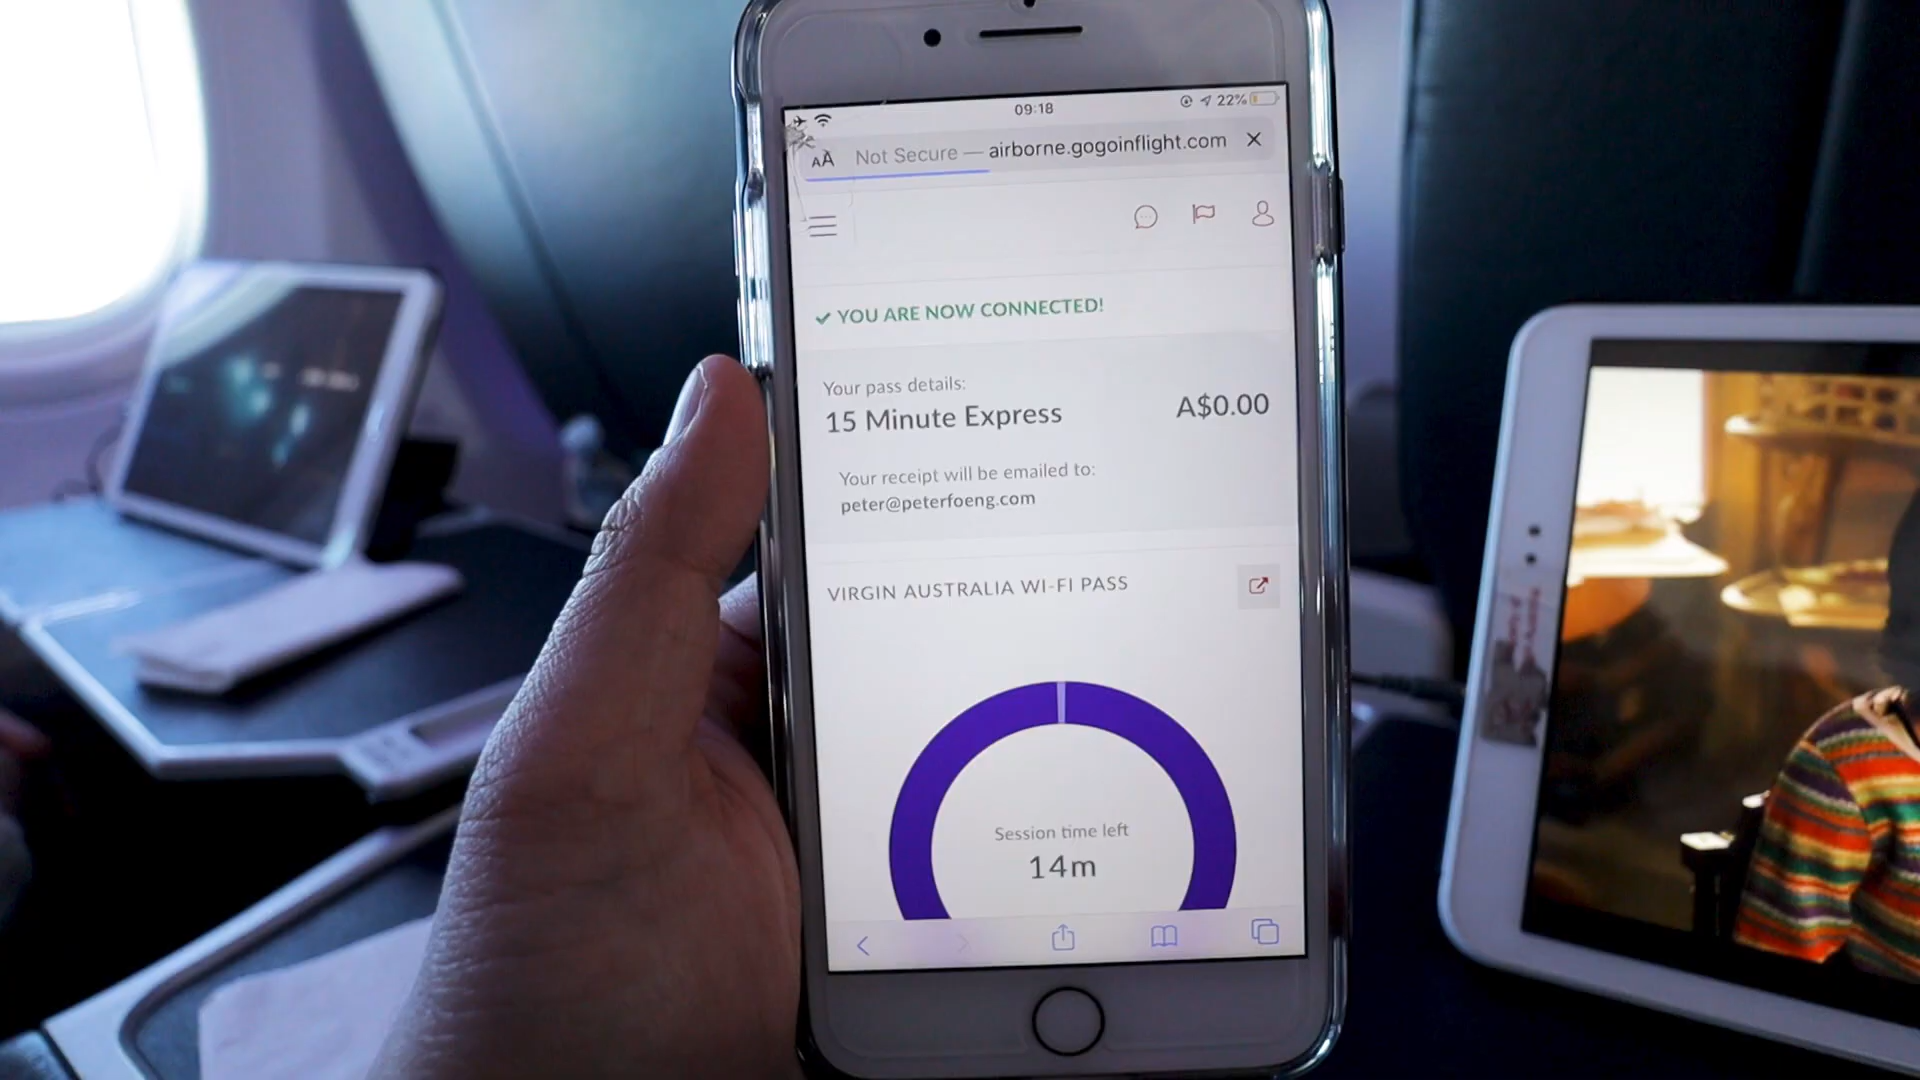 09:18
22%
AA Not Secure — airborne.gogoinflight.com
YOU ARE NOW CONNECTED!
Your pass details:
15 Minute Express
A$0.00
Your receipt will be emailed to:
peter@peterfoeng.com
VIRGIN AUSTRALIA WI-FI PASS
Session time left
14m